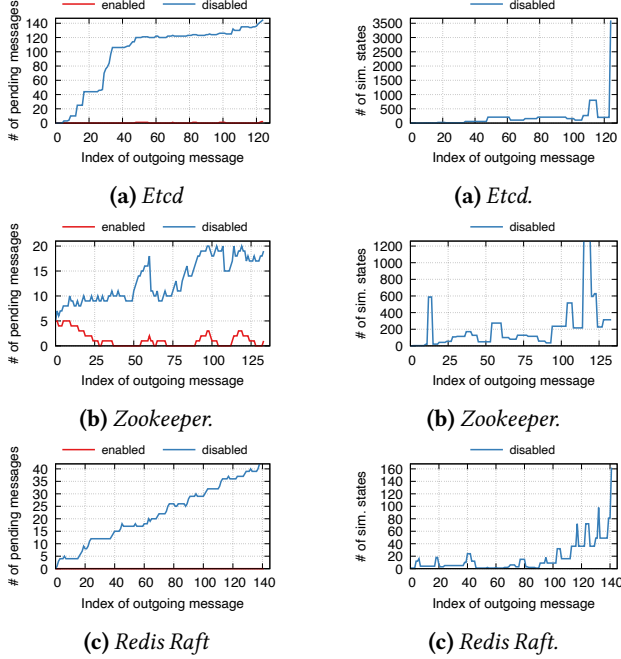 enabled disabled
# of pending messages
140
120
100
80
60
40
20
0
0 20 40 60 80 100 120
Index of outgoing message
(a) Etcd
disabled
# of sim. states
3500
3000
2500
2000
1500
1000
500
0
0 20 40 60 80 100 120
Index of outgoing message
(a) Etcd.
enabled disabled
# of pending messages
20
15
10
5
0
0 25 50 75 100 125
Index of outgoing message
(b) Zookeeper.
disabled
# of sim. states
1200
1000
800
600
400
200
0
0 25 50 75 100 125
Index of outgoing message
(b) Zookeeper.
enabled disabled
# of pending messages
40
35
30
25
20
15
10
5
0
0 20 40 60 80 100 120 140
Index of outgoing message
(c) Redis Raft
disabled
# of sim. states
160
140
120
100
80
60
40
20
0
0 20 40 60 80 100 120 140
Index of outgoing message
(c) Redis Raft.